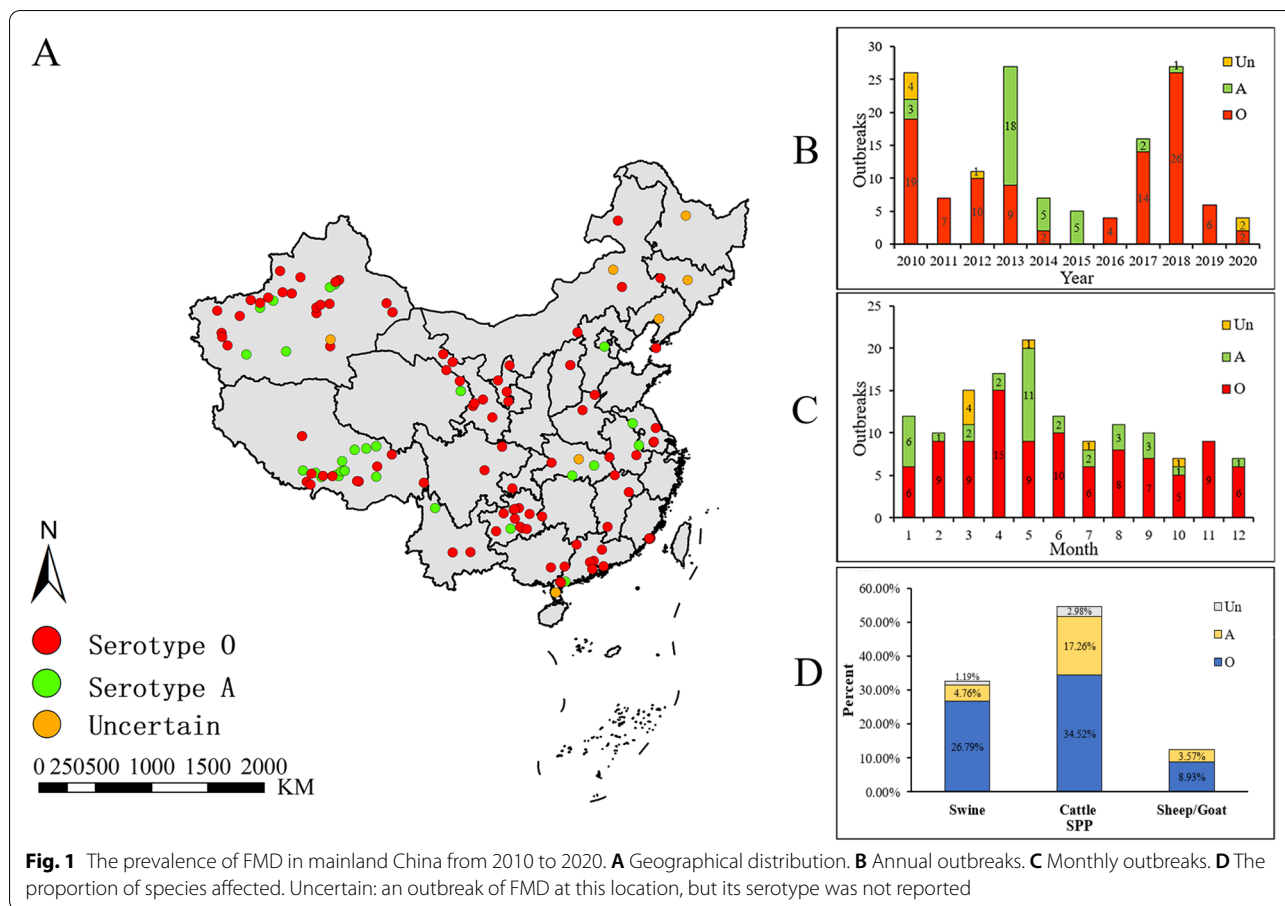 A
N
Serotype O
Serotype A
Uncertain
0 250500 1000 1500 2000
KM
B
30
25
20
15
10
5
0
Outbreaks
Un
A
O
4
3
19
7
1
10
18
9
5
2
5
4
2
14
1
26
6
2
2
2010 2011 2012 2013 2014 2015 2016 2017 2018 2019 2020
Year
C
25
20
15
10
5
0
Outbreaks
Un
A
O
6
6
1
9
4
2
9
2
15
11
9
2
10
1
2
6
3
8
3
7
1
1
5
9
1
6
1 2 3 4 5 6 7 8 9 10 11 12
Month
D
60.00%
50.00%
40.00%
30.00%
20.00%
10.00%
0.00%
Percent
Un
A
O
1.19%
4.76%
26.79%
2.98%
17.26%
34.52%
3.57%
8.93%
Swine Cattle Sheep/Goat
SPP
Fig. 1 The prevalence of FMD in mainland China from 2010 to 2020. A Geographical distribution. B Annual outbreaks. C Monthly outbreaks. D The
proportion of species affected. Uncertain: an outbreak of FMD at this location, but its serotype was not reported